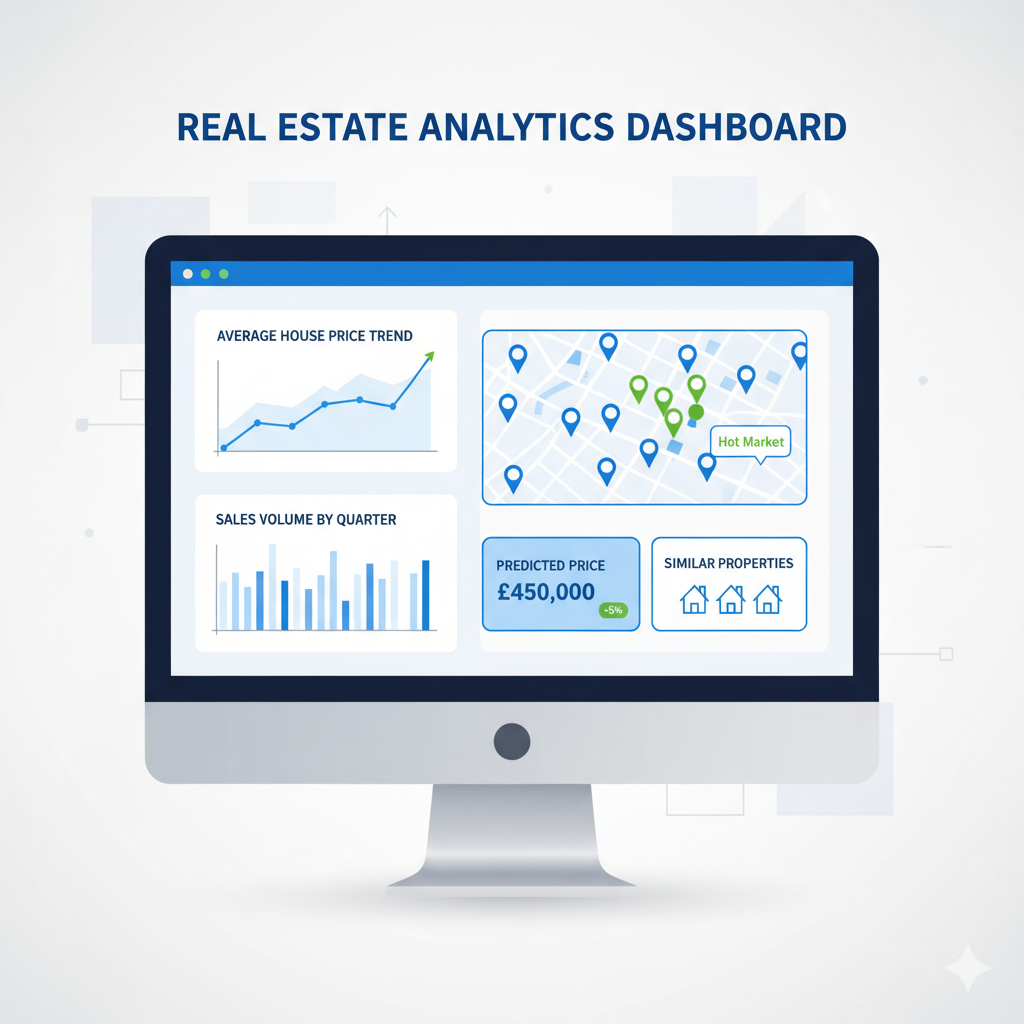 REAL ESTATE ANALYTICS DASHBOARD
AVERAGE HOUSE PRICE TREND
Hot Market
SALES VOLUME BY QUARTER
PREDICTED PRICE
£450,000
-5%
SIMILAR PROPERTIES